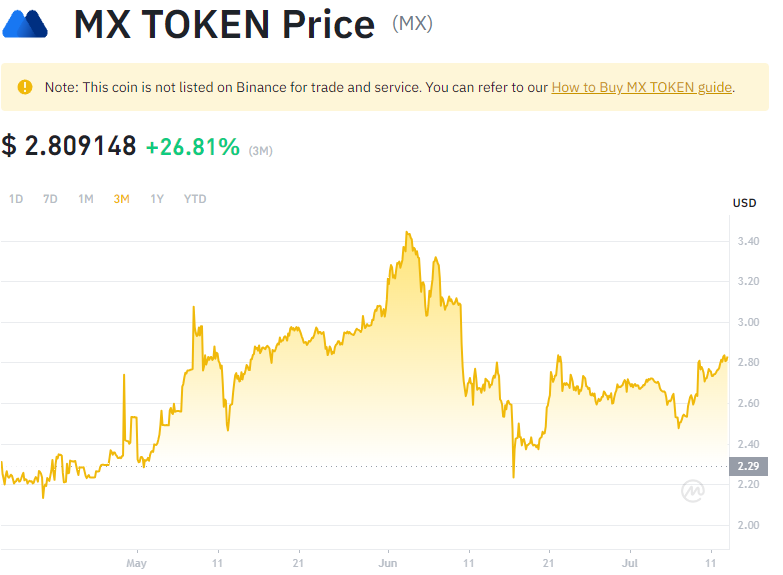 MX TOKEN Price (MX)
Note: This coin is not listed on Binance for trade and service. You can refer to our How to Buy MX TOKEN guide.
$ 2.809148 +26.81% (3M)
1D 7D 1M 3M 1Y YTD
USD
3.40
3.20
3.00
2.80
2.60
2.40
2.29
2.20
2.00
May 11 21 Jun 11 21 Jul 11